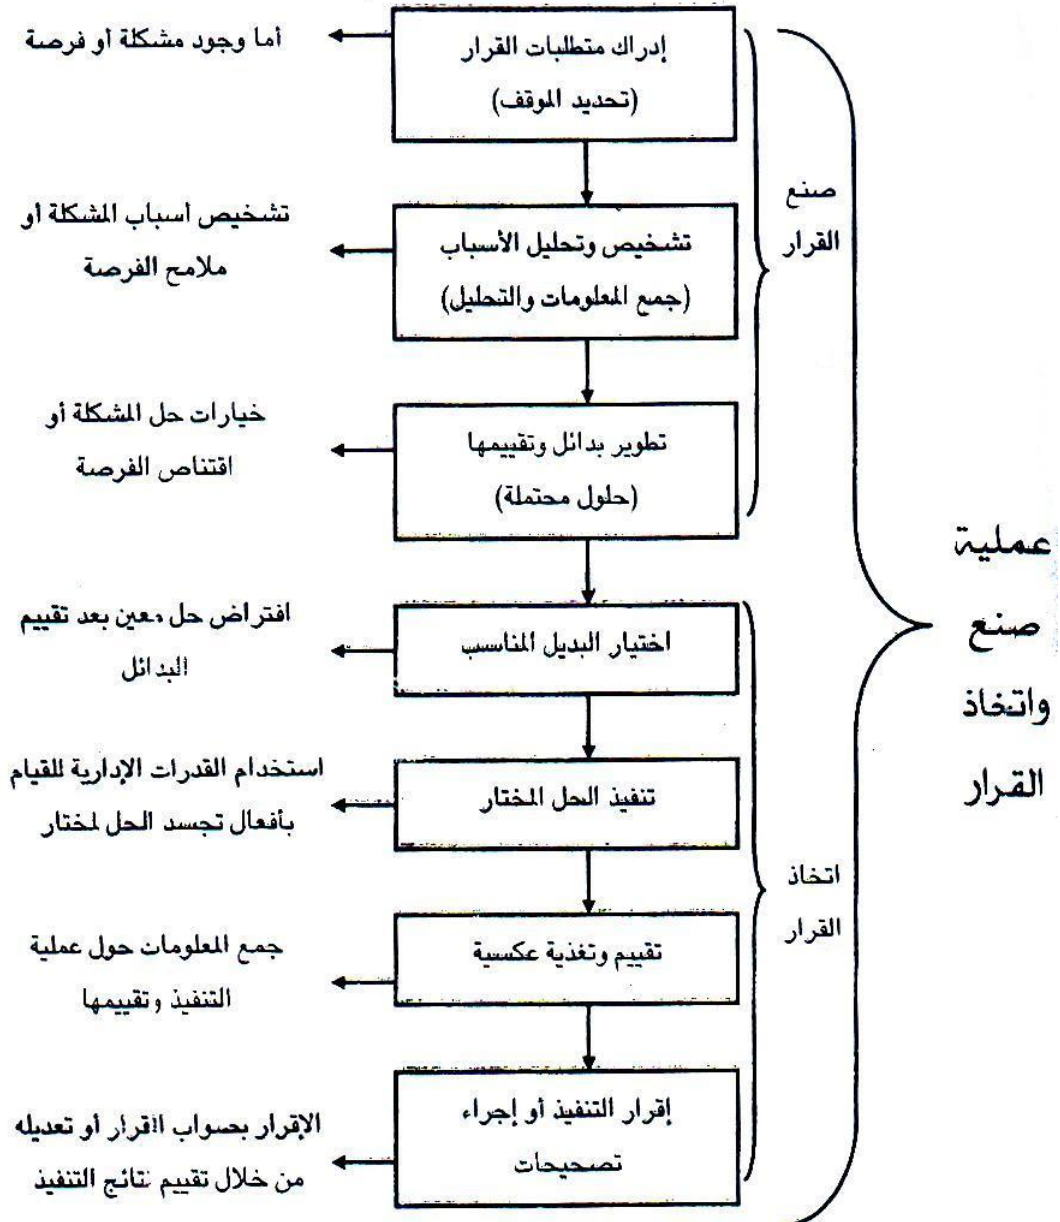 إدراك متطلبات القرار
(تحديد الموقف)
أما وجود مشكلة أو فرصة
تشخيص وتحليل الأسباب
(جمع المعلومات والتحليل)
تشخيص أسباب المشكلة أو
ملامح الفرصة
تطوير بدائل وتقييمها
(حلول محتملة)
خيارات حل المشكلة أو
اقتناص الفرصة
صنع
القرار
اختيار البديل المناسب
افتراض حل معين بعد تقييم
البدائل
تنفيذ الحل المختار
استخدام القدرات الإدارية للقيام
بأفعال تجسد الحل لمختار
تقييم وتغذية عكسية
جمع المعلومات حول عملية
التنفيذ وتقييمها
إقرار التنفيذ أو إجراء
تصحيحات
الإقرار بصواب القرار أو تعديله
من خلال تقييم نتائج التنفيذ
اتخاذ
القرار
عملية
صنع
واتخاذ
القرار